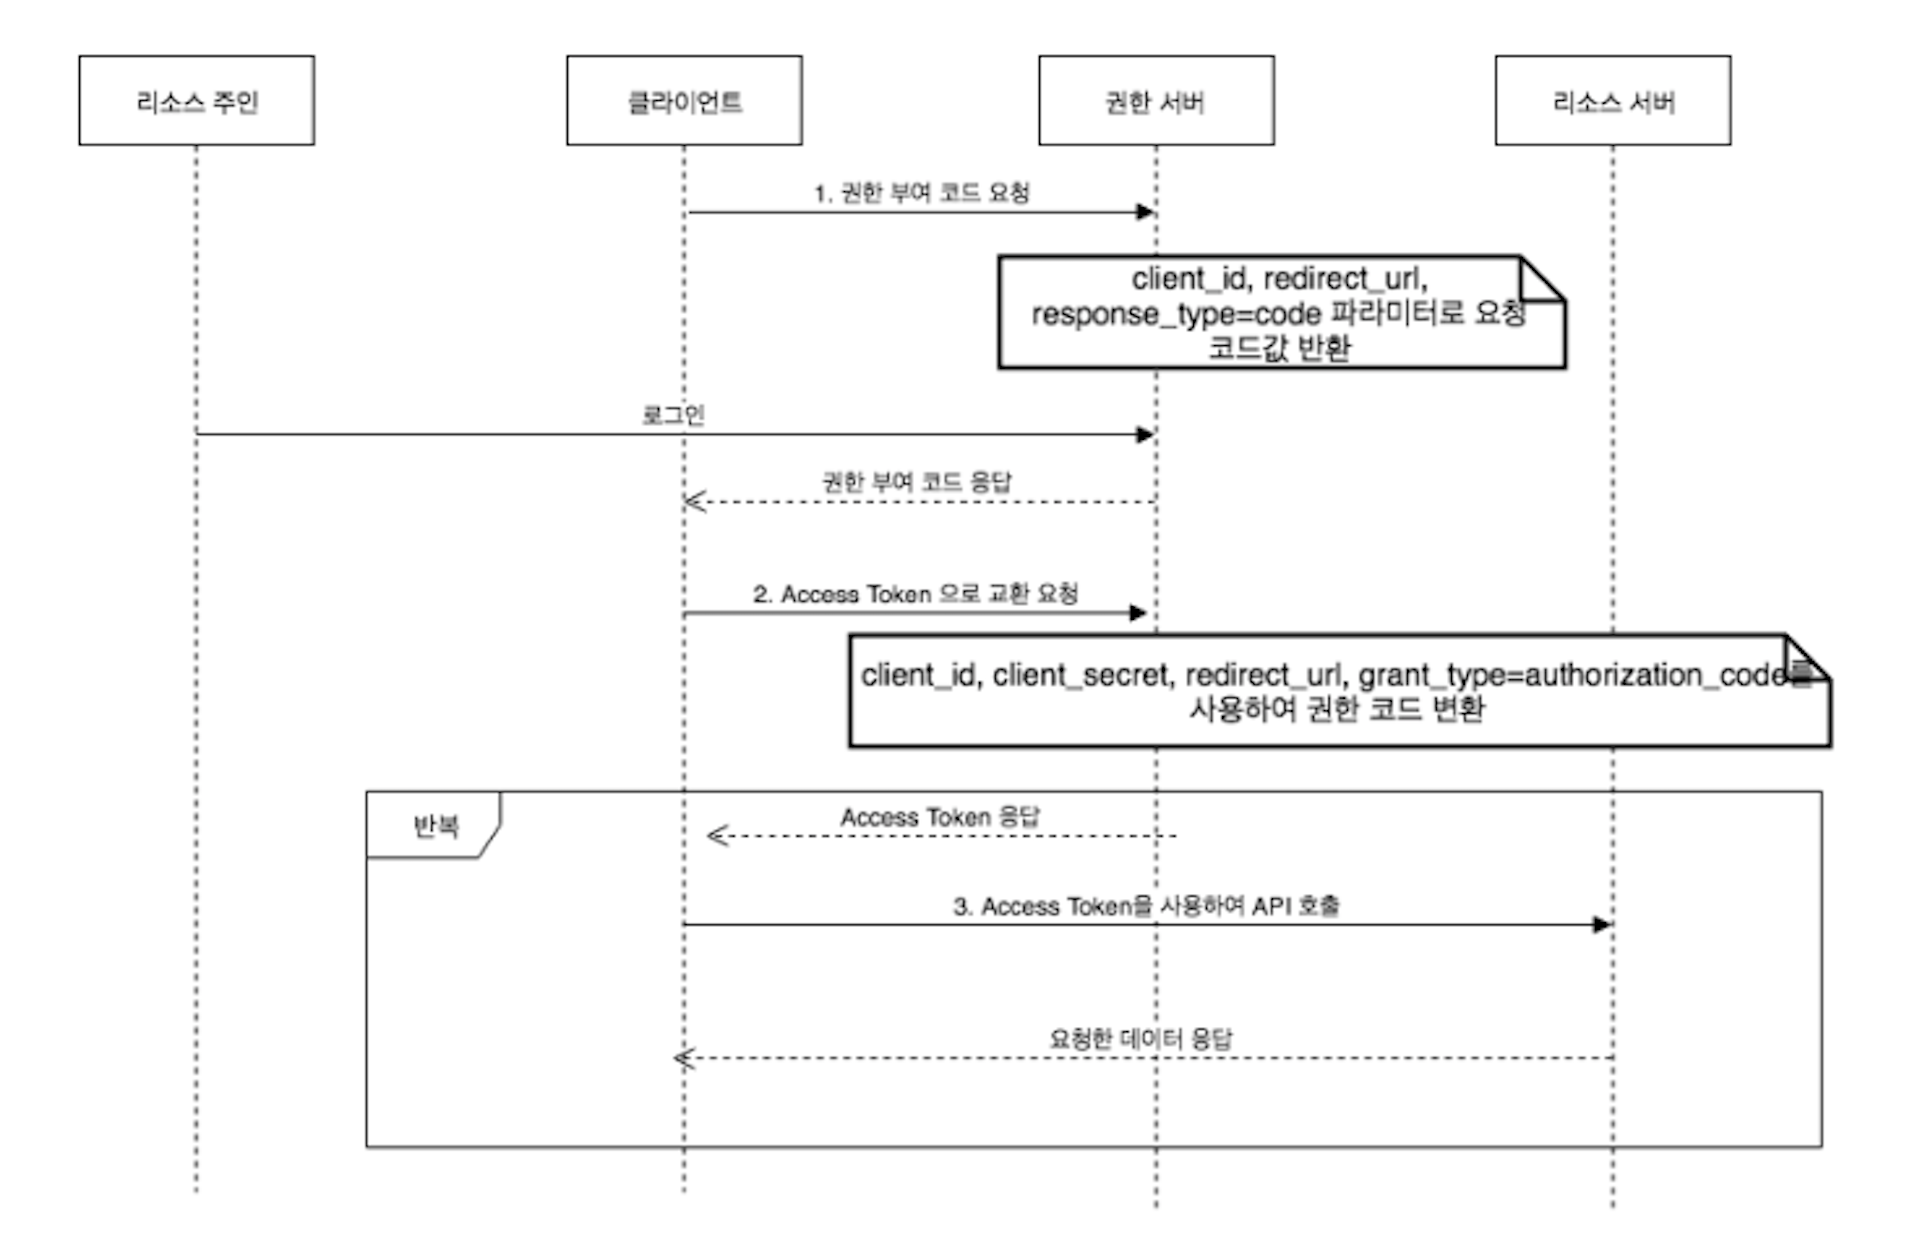 리소스 주인
클라이언트
권한 서버
리소스 서버
1. 권한 부여 코드 요청
client_id, redirect_url,
response_type=code 파라미터로 요청
코드값 반환
로그인
권한 부여 코드 응답
2. Access Token 으로 교환 요청
client_id, client_secret, redirect_url, grant_type=authorization_code를
사용하여 권한 코드 변환
반복
Access Token 응답
3. Access Token을 사용하여 API 호출
요청한 데이터 응답